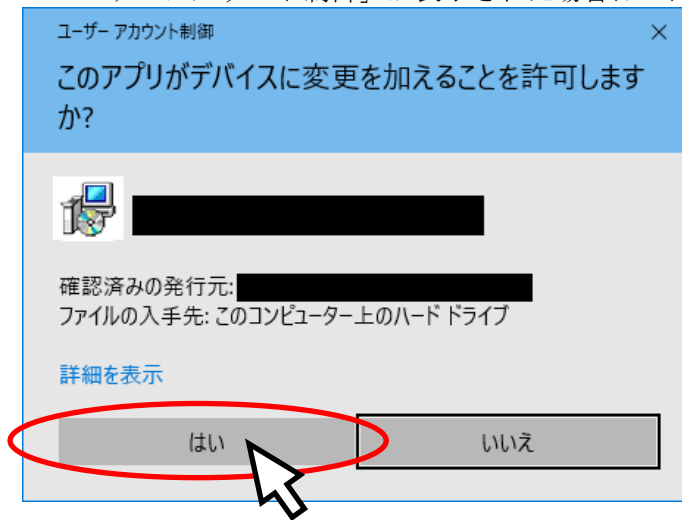 ユーザー アカウント制御
このアプリがデバイスに変更を加えることを許可します
か?
確認済みの発行元:
ファイルの入手先: このコンピューター上のハード ドライブ
詳細を表示
はい
いいえ